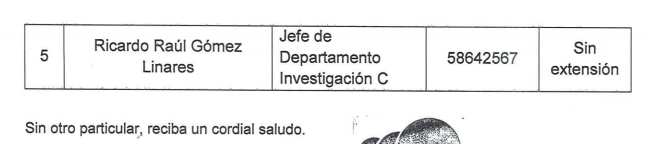 5
Ricardo Raúl Gómez
Linares
Jefe de
Departamento
Investigación C
58642567
Sin
extensión
Sin otro particular, reciba un cordial saludo.